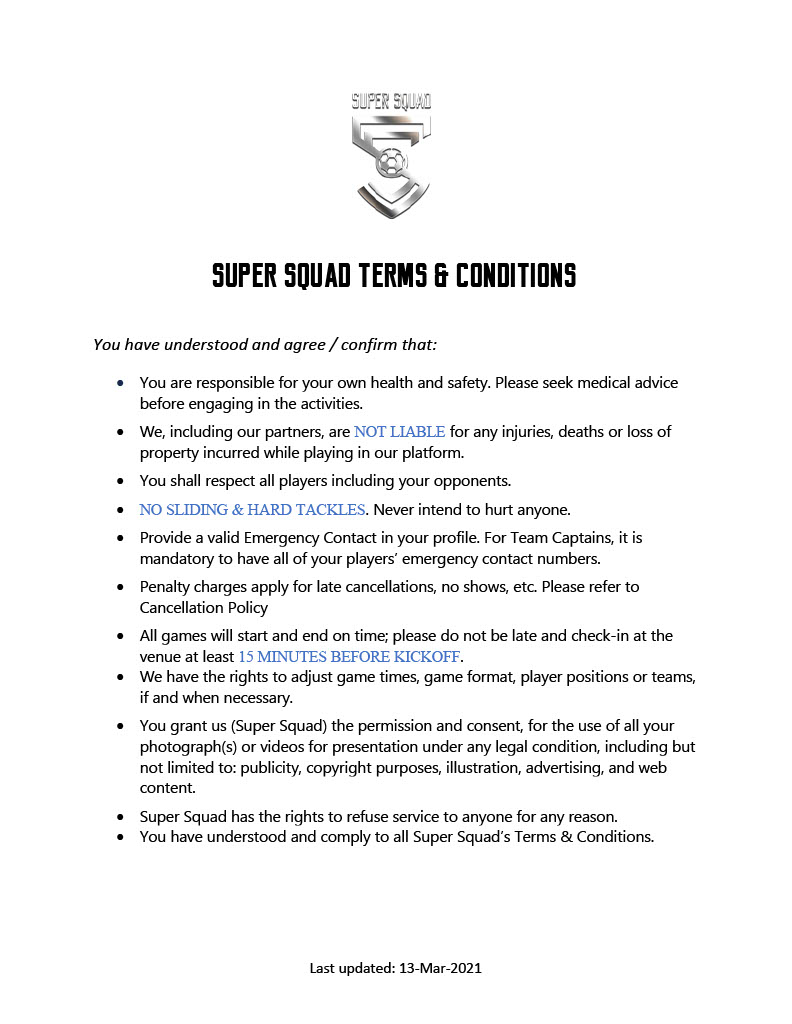 SUPER SQUAD
SUPER SQUAD TERMS & CONDITIONS
You have understood and agree / confirm that:
• You are responsible for your own health and safety. Please seek medical advice
before engaging in the activities.
• We, including our partners, are NOT LIABLE for any injuries, deaths or loss of
property incurred while playing in our platform.
• You shall respect all players including your opponents.
• NO SLIDING & HARD TACKLES. Never intend to hurt anyone.
• Provide a valid Emergency Contact in your profile. For Team Captains, it is
mandatory to have all of your players’ emergency contact numbers.
• Penalty charges apply for late cancellations, no shows, etc. Please refer to
Cancellation Policy
• All games will start and end on time; please do not be late and check-in at the
venue at least 15 MINUTES BEFORE KICKOFF.
• We have the rights to adjust game times, game format, player positions or teams,
if and when necessary.
• You grant us (Super Squad) the permission and consent, for the use of all your
photograph(s) or videos for presentation under any legal condition, including but
not limited to: publicity, copyright purposes, illustration, advertising, and web
content.
• Super Squad has the rights to refuse service to anyone for any reason.
• You have understood and comply to all Super Squad’s Terms & Conditions.
Last updated: 13-Mar-2021